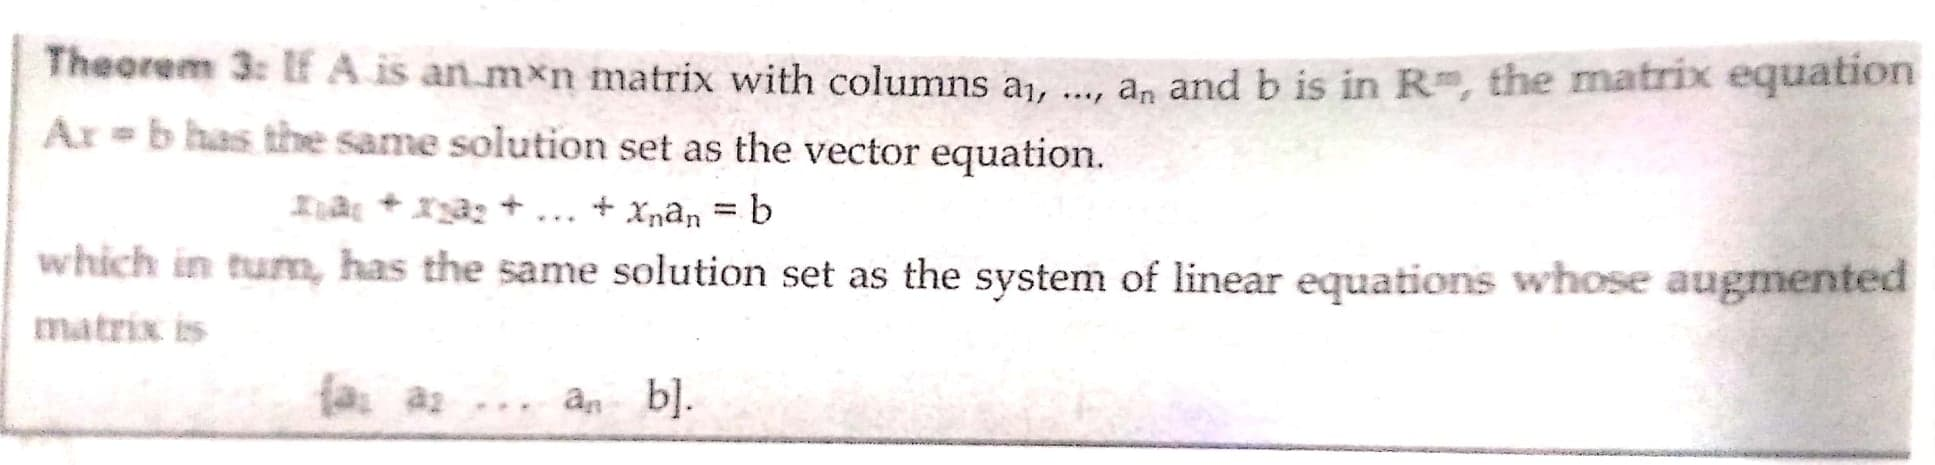 Theorem 3: If A is an m×n matrix with columns a₁, ..., aₙ and b is in Rᵐ, the matrix equation
Ax = b has the same solution set as the vector equation.
x₁a₁ + x₂a₂ + ... + xₙaₙ = b
which in turn, has the same solution set as the system of linear equations whose augmented
matrix is
[a₁ a₂ ... aₙ b].